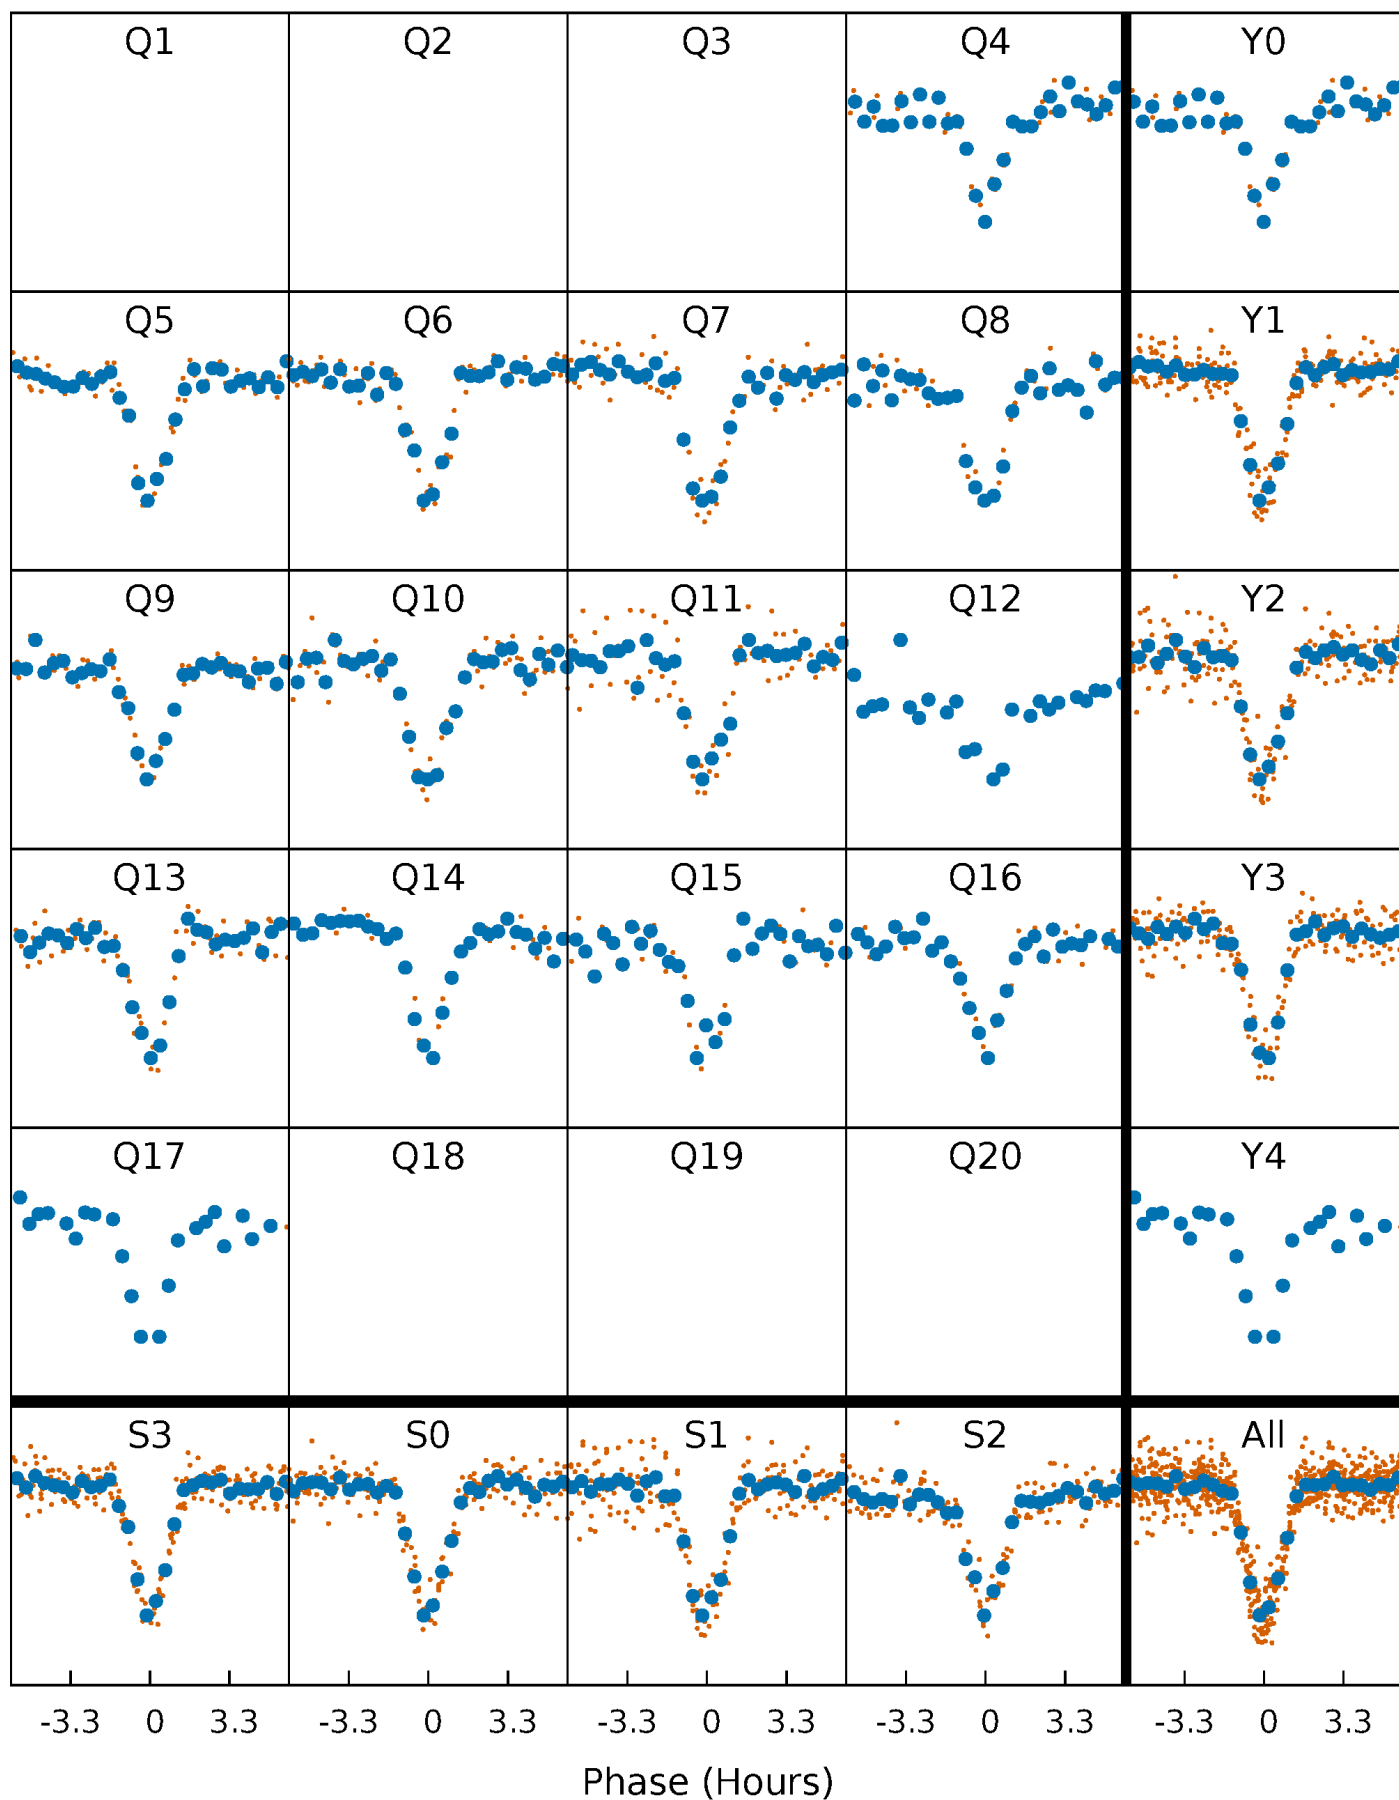 Q1 Q2 Q3 Q4 Y0
Q5 Q6 Q7 Q8 Y1
Q9 Q10 Q11 Q12 Y2
Q13 Q14 Q15 Q16 Y3
Q17 Q18 Q19 Q20 Y4
S3 S0 S1 S2 All
-3.3 0 3.3 -3.3 0 3.3 -3.3 0 3.3 -3.3 0 3.3 -3.3 0 3.3
Phase (Hours)